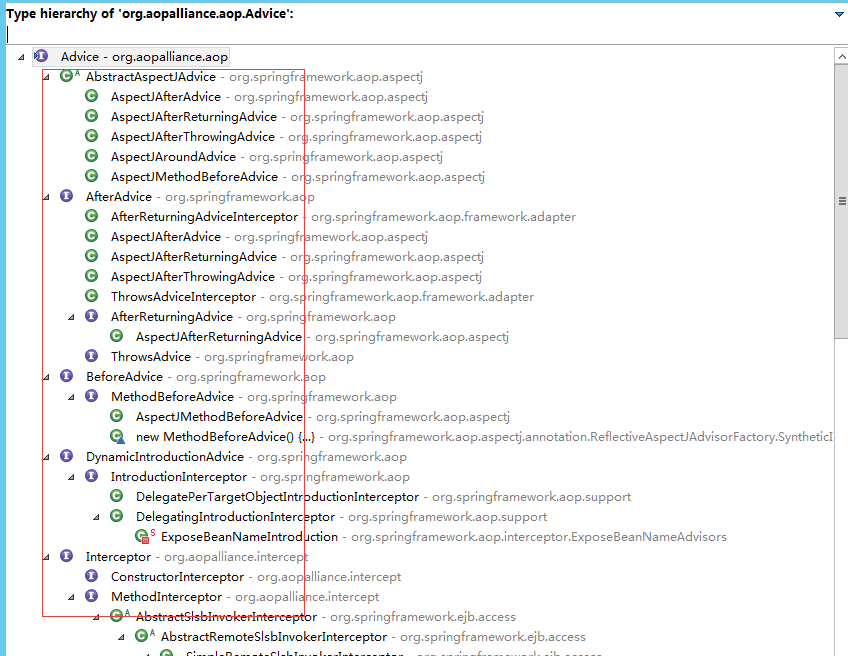 Type hierarchy of 'org.aopalliance.aop.Advice':
Advice - org.aopalliance.aop
AbstractAspectJAdvice - org.springframework.aop.aspectj
AspectJAfterAdvice - org.springframework.aop.aspectj
AspectJAfterReturningAdvice - org.springframework.aop.aspectj
AspectJAfterThrowingAdvice - org.springframework.aop.aspectj
AspectJAroundAdvice - org.springframework.aop.aspectj
AspectJMethodBeforeAdvice - org.springframework.aop.aspectj
AfterAdvice - org.springframework.aop
AfterReturningAdviceInterceptor - org.springframework.aop.framework.adapter
AspectJAfterAdvice - org.springframework.aop.aspectj
AspectJAfterReturningAdvice - org.springframework.aop.aspectj
AspectJAfterThrowingAdvice - org.springframework.aop.aspectj
ThrowsAdviceInterceptor - org.springframework.aop.framework.adapter
AfterReturningAdvice - org.springframework.aop
AspectJAfterReturningAdvice - org.springframework.aop.aspectj
ThrowsAdvice - org.springframework.aop
BeforeAdvice - org.springframework.aop
MethodBeforeAdvice - org.springframework.aop
AspectJMethodBeforeAdvice - org.springframework.aop.aspectj
new MethodBeforeAdvice() {...} - org.springframework.aop.aspectj.annotation.ReflectiveAspectJAdvisorFactory.SyntheticI
DynamicIntroductionAdvice - org.springframework.aop
IntroductionInterceptor - org.springframework.aop
DelegatePerTargetObjectIntroductionInterceptor - org.springframework.aop.support
DelegatingIntroductionInterceptor - org.springframework.aop.support
ExposeBeanNameIntroduction - org.springframework.aop.interceptor.ExposeBeanNameAdvisors
Interceptor - org.aopalliance.intercept
ConstructorInterceptor - org.aopalliance.intercept
MethodInterceptor - org.aopalliance.intercept
AbstractSlsbInvokerInterceptor - org.springframework.ejb.access
AbstractRemoteSlsbInvokerInterceptor - org.springframework.ejb.access
SimpleRemoteSlsbInvokerInterceptor - org.springframework.ejb.access